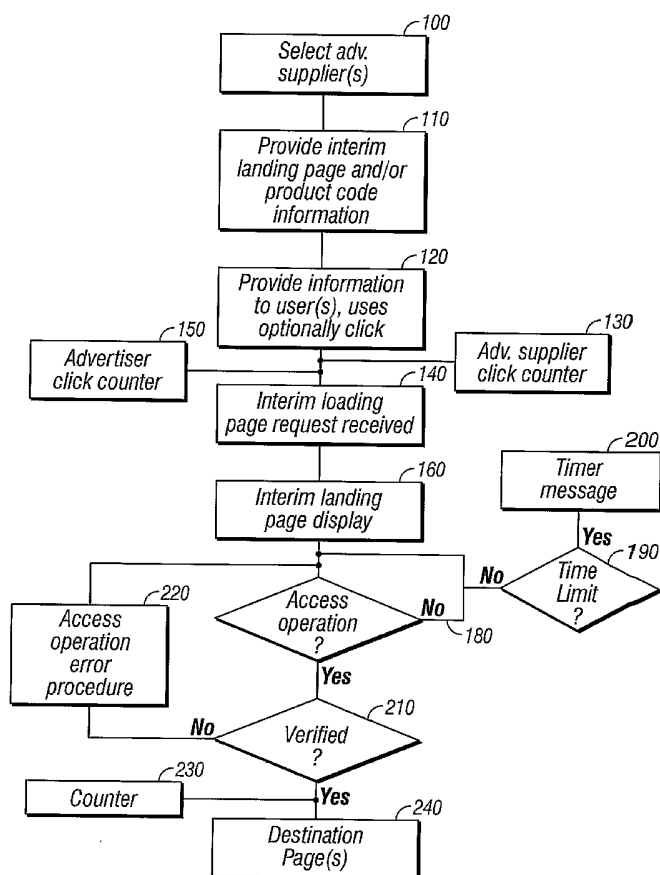 100
Select adv.
supplier(s)
110
Provide interim
landing page and/or
product code
information
120
Provide information
to user(s), uses
optionally click
150
Advertiser
click counter
130
Adv. supplier
click counter
140
Interim loading
page request received
160
Interim landing
page display
200
Timer
message
Yes
190
Time
Limit
?
No
Access
operation
?
No
180
220
Access
operation
error
procedure
Yes
210
Verified
?
No
230
Counter
Yes
240
Destination
Page(s)